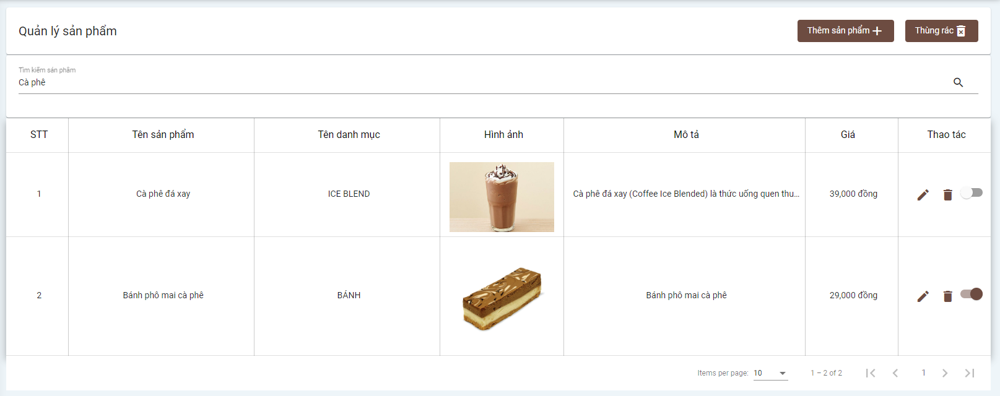 Quản lý sản phẩm
Thêm sản phẩm
Thùng rác
Tìm kiếm sản phẩm
Cà phê
STT Tên sản phẩm Tên danh mục Hình ảnh Mô tả Giá Thao tác
1 Cà phê đá xay ICE BLEND Cà phê đá xay (Coffee Ice Blended) là thức uống quen thu... 39,000 đồng
2 Bánh phô mai cà phê BÁNH Bánh phô mai cà phê 29,000 đồng
Items per page: 10 1 – 2 of 2 1